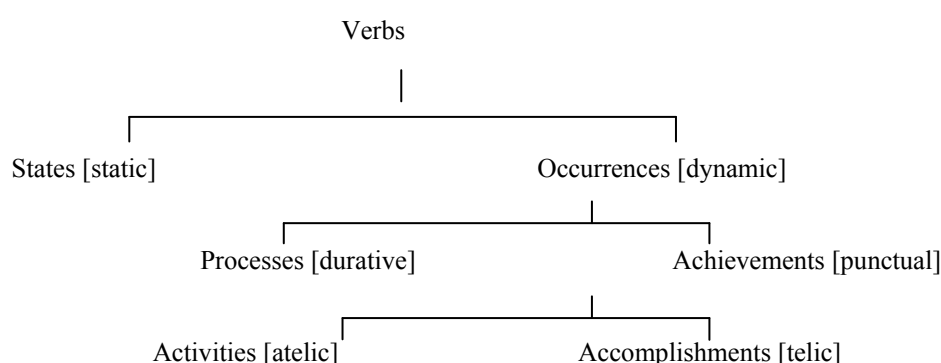 Verbs
States [static] Occurrences [dynamic]
Processes [durative] Achievements [punctual]
Activities [atelic] Accomplishments [telic]